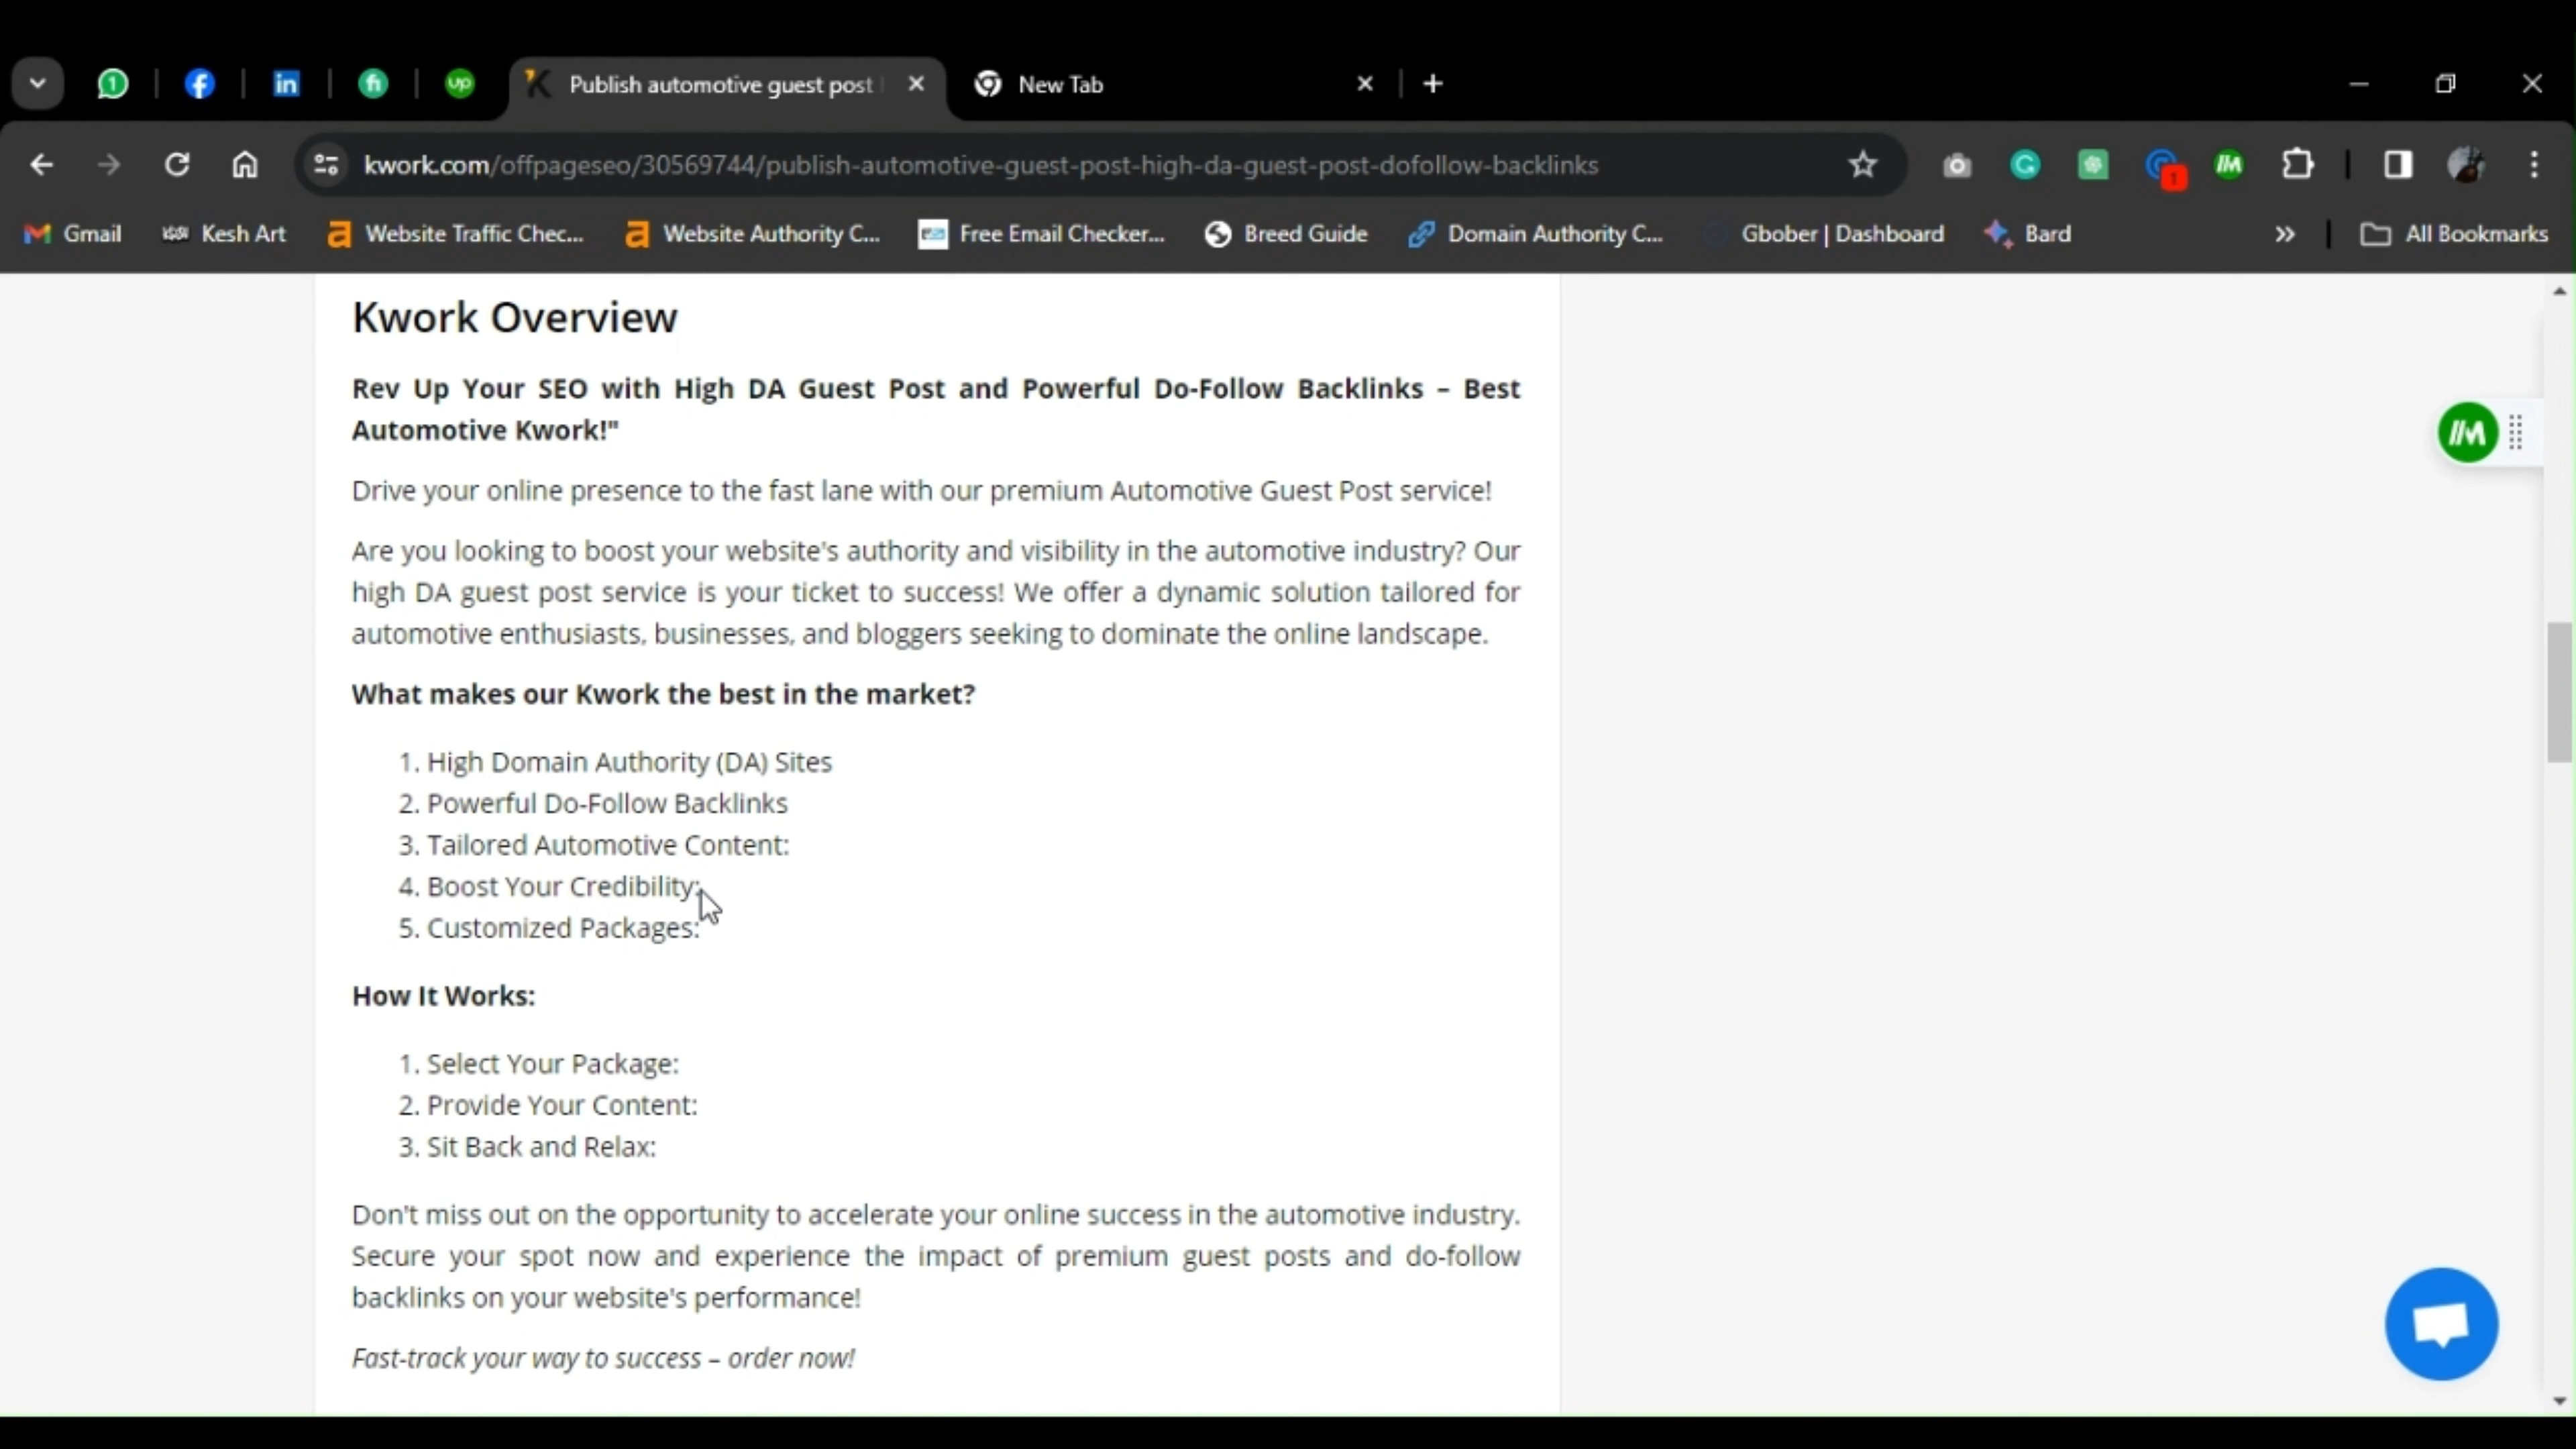 Publish automotive guest post
New Tab
kwork.com/offpageseo/30569744/publish-automotive-guest-post-high-da-guest-post-dofollow-backlinks
1
Gmail
Kesh Art
Website Traffic Chec...
Website Authority C...
Free Email Checker...
Breed Guide
Domain Authority C...
Gbober | Dashboard
Bard
All Bookmarks
Kwork Overview
Rev Up Your SEO with High DA Guest Post and Powerful Do-Follow Backlinks – Best
Automotive Kwork!"
Drive your online presence to the fast lane with our premium Automotive Guest Post service!
Are you looking to boost your website's authority and visibility in the automotive industry? Our
high DA guest post service is your ticket to success! We offer a dynamic solution tailored for
automotive enthusiasts, businesses, and bloggers seeking to dominate the online landscape.
What makes our Kwork the best in the market?
1. High Domain Authority (DA) Sites
2. Powerful Do-Follow Backlinks
3. Tailored Automotive Content:
4. Boost Your Credibility:
5. Customized Packages:
How It Works:
1. Select Your Package:
2. Provide Your Content:
3. Sit Back and Relax:
Don't miss out on the opportunity to accelerate your online success in the automotive industry.
Secure your spot now and experience the impact of premium guest posts and do-follow
backlinks on your website's performance!
Fast-track your way to success – order now!